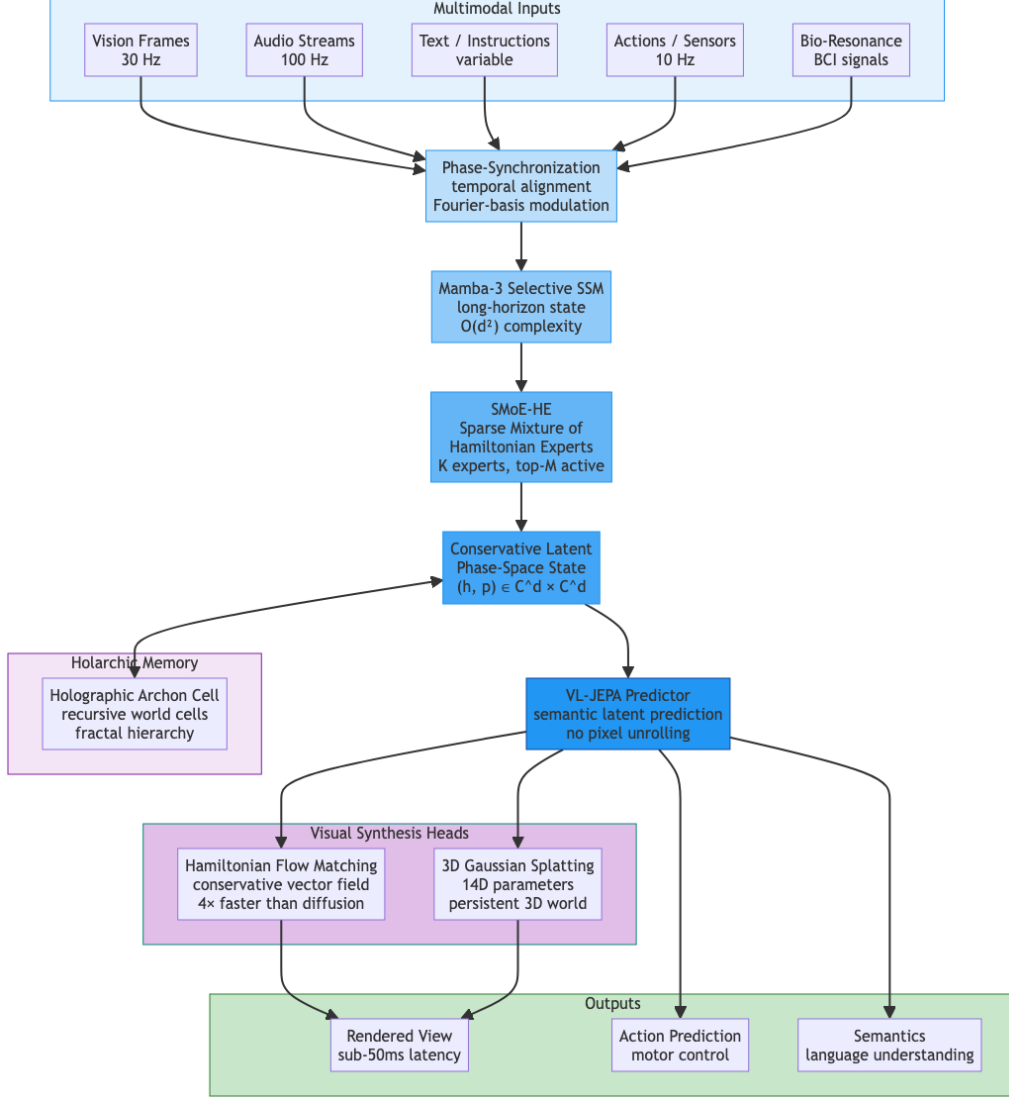 Multimodal Inputs
Vision Frames
30 Hz
Audio Streams
100 Hz
Text / Instructions
variable
Actions / Sensors
10 Hz
Bio-Resonance
BCI signals
Phase-Synchronization
temporal alignment
Fourier-basis modulation
Mamba-3 Selective SSM
long-horizon state
O(d²) complexity
SMoE-HE
Sparse Mixture of
Hamiltonian Experts
K experts, top-M active
Conservative Latent
Phase-Space State
(h, p) ∈ C^d × C^d
Holarchic Memory
Holographic Archon Cell
recursive world cells
fractal hierarchy
VL-JEPA Predictor
semantic latent prediction
no pixel unrolling
Visual Synthesis Heads
Hamiltonian Flow Matching
conservative vector field
4× faster than diffusion
3D Gaussian Splatting
14D parameters
persistent 3D world
Outputs
Rendered View
sub-50ms latency
Action Prediction
motor control
Semantics
language understanding